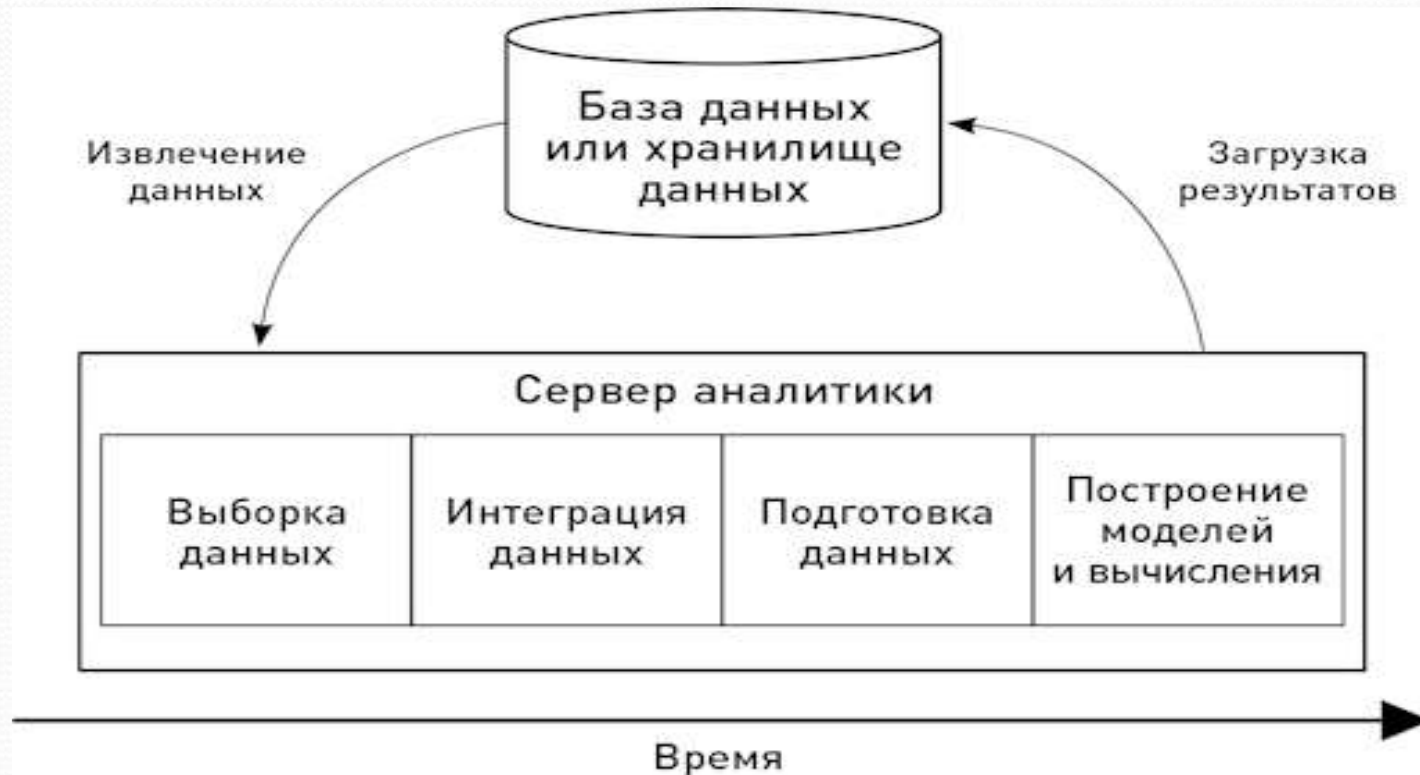 База данных
или хранилище
данных
Извлечение
данных
Загрузка
результатов
Сервер аналитики
Выборка
данных
Интеграция
данных
Подготовка
данных
Построение
моделей
и вычисления
Время